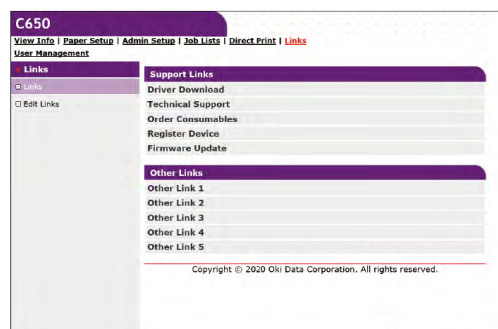 C650
View Info | Paper Setup | Admin Setup | Job Lists | Direct Print | Links
User Management
Links
Links
Edit Links
Support Links
Driver Download
Technical Support
Order Consumables
Register Device
Firmware Update
Other Links
Other Link 1
Other Link 2
Other Link 3
Other Link 4
Other Link 5
Copyright © 2020 Oki Data Corporation. All rights reserved.